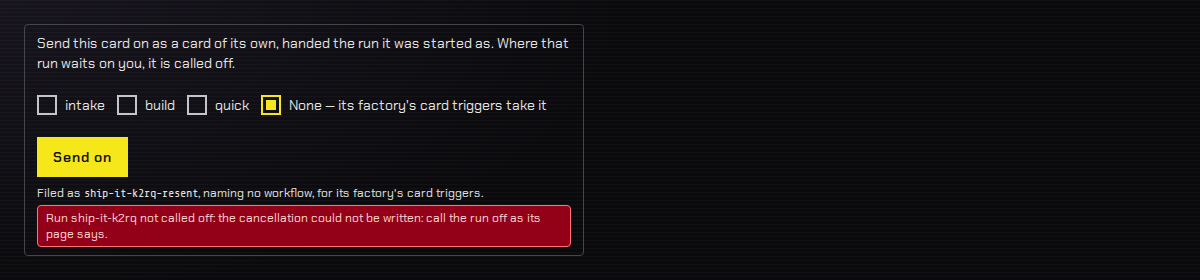 Send this card on as a card of its own, handed the run it was started as. Where that
run waits on you, it is called off.
intake build quick None — its factory's card triggers take it
Send on
Filed as ship-it-k2rq-resent, naming no workflow, for its factory's card triggers.
Run ship-it-k2rq not called off: the cancellation could not be written: call the run off as its
page says.